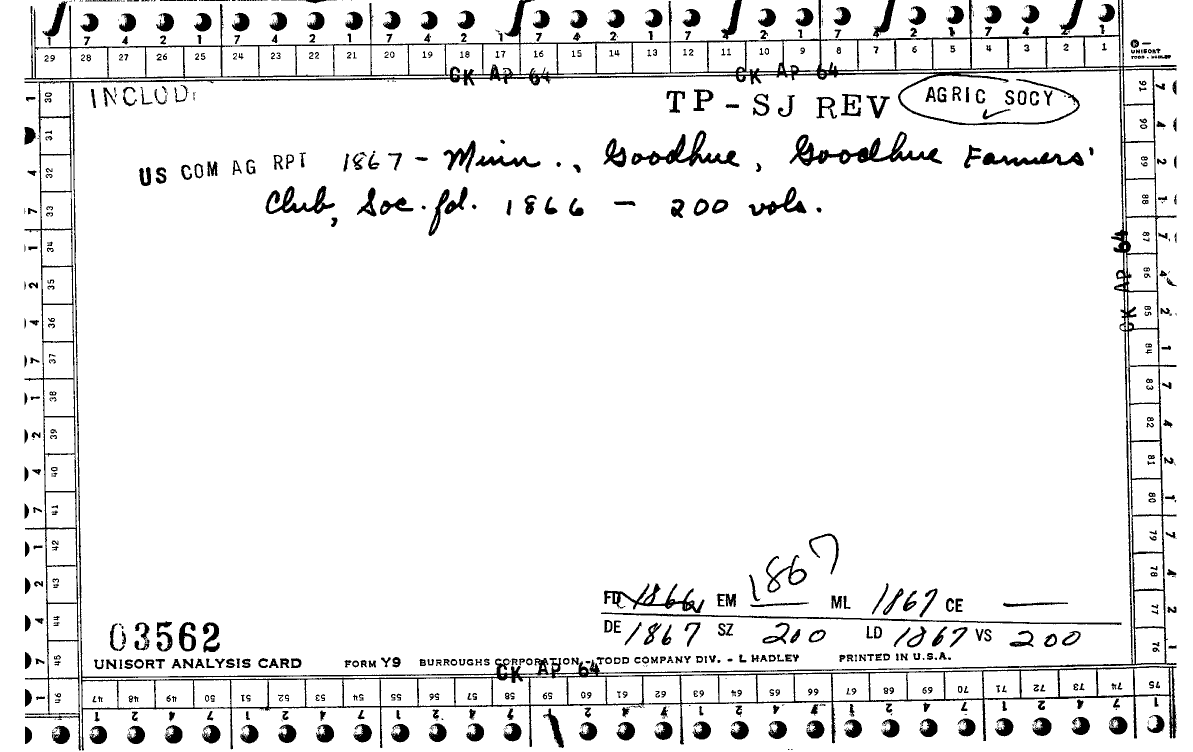 1 7 4 2 1 7 4 2 1 7 4 2 1 7 4 2 1 7 4 2 1 7 4 2 1 7 4 2 1
29 28 27 26 25 24 23 22 21 20 19 18 17 16 15 14 13 12 11 10 9 8 7 6 5 4 3 2 1
UNISORT
TODD - HADLEY
CK AP 64 CK AP 64
INCLOD:
TP - SJ REV AGRIC SOCY
US COM AG RPT 1867 - Minn., Goodhue, Goodhue Farmers'
Club, Soc. fd. 1866 - 200 vols.
30 31 32 33 34 35 36 37 38 39 40 41 42 43 44 45 46
91 90 89 88 87 86 85 84 83 82 81 80 79 78 77 76
CK AP 64
FD 1866 EM 1867 ML 1867 CE —
DE 1867 SZ 200 LD 1867 VS 200
03562
UNISORT ANALYSIS CARD FORM Y9 BURROUGHS CORPORATION - TODD COMPANY DIV. - L HADLEY PRINTED IN U.S.A.
CK AP 64
47 48 49 50 51 52 53 54 55 56 57 58 59 60 61 62 63 64 65 66 67 68 69 70 71 72 73 74 75